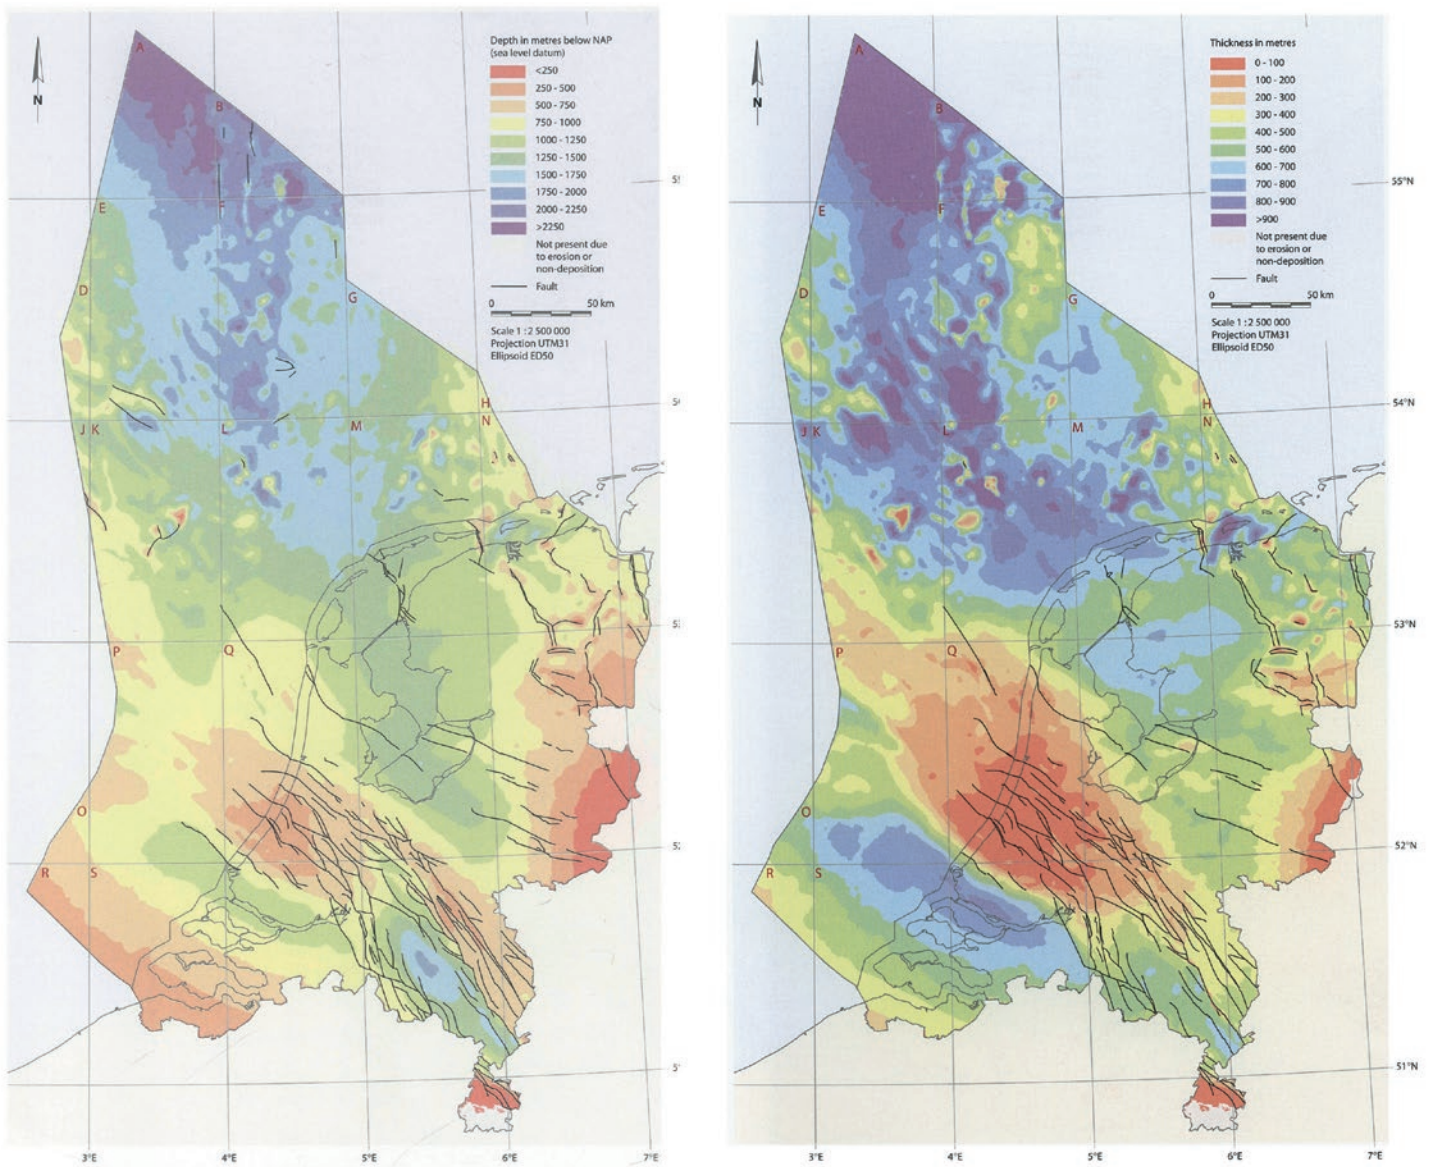 Depth in metres below NAP
(sea level datum)
<250
250 - 500
500 - 750
750 - 1000
1000 - 1250
1250 - 1500
1500 - 1750
1750 - 2000
2000 - 2250
>2250
Not present due
to erosion or
non-deposition
Fault
0 50 km
Scale 1 : 2 500 000
Projection UTM31
Ellipsoid ED50
N
A
B
E
F
D
G
H
J K
L
M
N
P
Q
O
R
S
3°E
4°E
5°E
6°E
7°E
Thickness in metres
0 - 100
100 - 200
200 - 300
300 - 400
400 - 500
500 - 600
600 - 700
700 - 800
800 - 900
>900
Not present due
to erosion or
non-deposition
Fault
0 50 km
Scale 1 : 2 500 000
Projection UTM31
Ellipsoid ED50
N
A
B
E
F
D
G
H
J K
L
M
N
P
Q
O
R
S
55°N
54°N
53°N
52°N
51°N
3°E
4°E
5°E
6°E
7°E